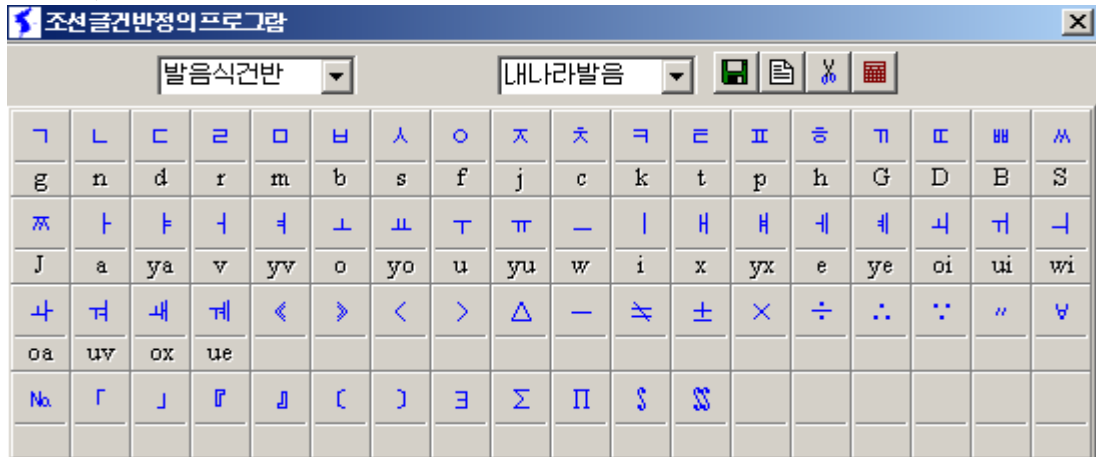 조선글건반정의프로그람
발음식건반 내나라발음
ㄱ ㄴ ㄷ ㄹ ㅁ ㅂ ㅅ ㅇ ㅈ ㅊ ㅋ ㅌ ㅍ ㅎ ㄲ ㄸ ㅃ ㅆ
g n d r m b s f j c k t p h G D B S
ㅉ ㅏ ㅑ ㅓ ㅕ ㅗ ㅛ ㅜ ㅠ ㅡ ㅣ ㅐ ㅒ ㅔ ㅖ ㅚ ㅟ ㅢ
J a ya v yv o yo u yu w i x yx e ye oi ui wi
ㅘ ㅝ ㅙ ㅞ 《 》 〈 〉 △ ― ≒ ± × ÷ ∴ ∵ 〃 ∀
oa uv ox ue
№ 「 」 『 』 〔 〕 ∃ ∑ ∏ ∮ ∬